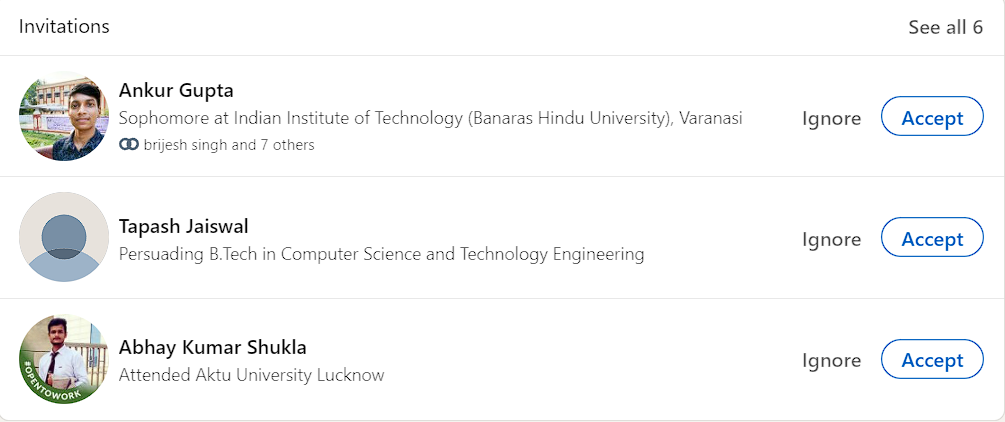 Invitations
See all 6
Ankur Gupta
Sophomore at Indian Institute of Technology (Banaras Hindu University), Varanasi
brijesh singh and 7 others
Ignore
Accept
Tapash Jaiswal
Persuading B.Tech in Computer Science and Technology Engineering
Ignore
Accept
#OPENTOWORK
Abhay Kumar Shukla
Attended Aktu University Lucknow
Ignore
Accept